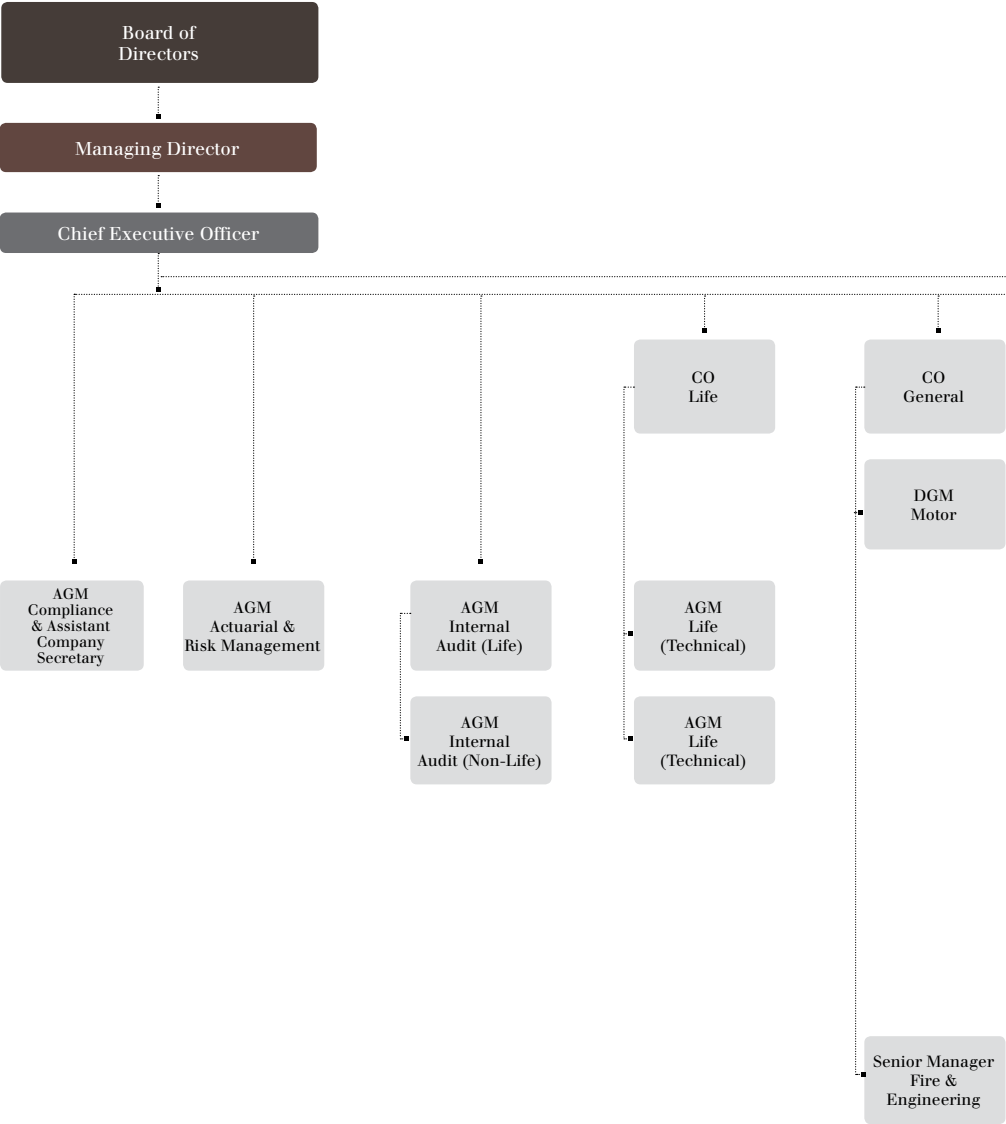 Board of
Directors
Managing Director
Chief Executive Officer
CO
Life
CO
General
DGM
Motor
AGM
Compliance
& Assistant
Company
Secretary
AGM
Actuarial &
Risk Management
AGM
Internal
Audit (Life)
AGM
Life
(Technical)
AGM
Internal
Audit (Non-Life)
AGM
Life
(Technical)
Senior Manager
Fire &
Engineering